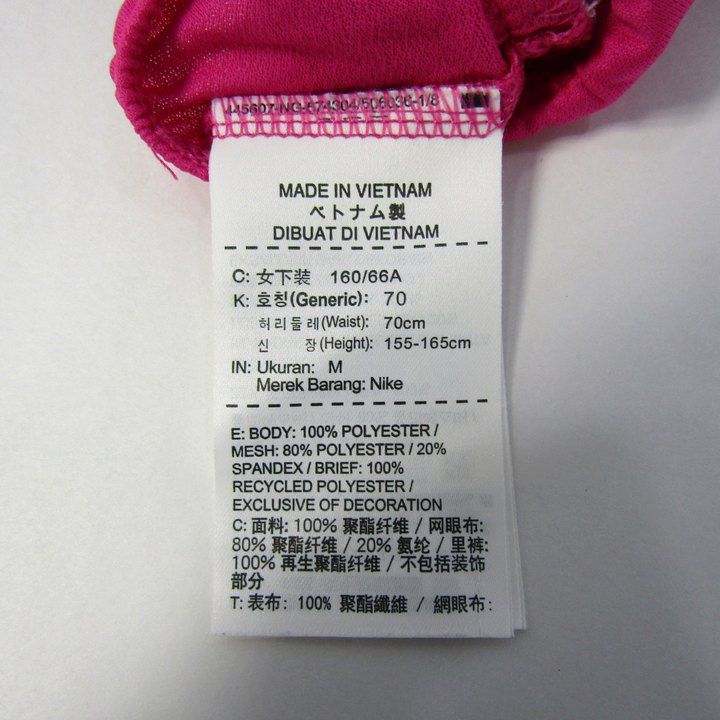 MADE IN VIETNAM
ベトナム製
DIBUAT DI VIETNAM
C: 女下装 160/66A
K: 호칭(Generic): 70
허리둘레(Waist): 70cm
신 장(Height): 155-165cm
IN: Ukuran: M
Merek Barang: Nike
E: BODY: 100% POLYESTER /
MESH: 80% POLYESTER / 20%
SPANDEX / BRIEF: 100%
RECYCLED POLYESTER /
EXCLUSIVE OF DECORATION
C: 面料: 100% 聚酯纤维 / 网眼布:
80% 聚酯纤维 / 20% 氨纶 / 里裤:
100% 再生聚酯纤维 / 不包括装饰
部分
T: 表布: 100% 聚酯纖維 / 網眼布: